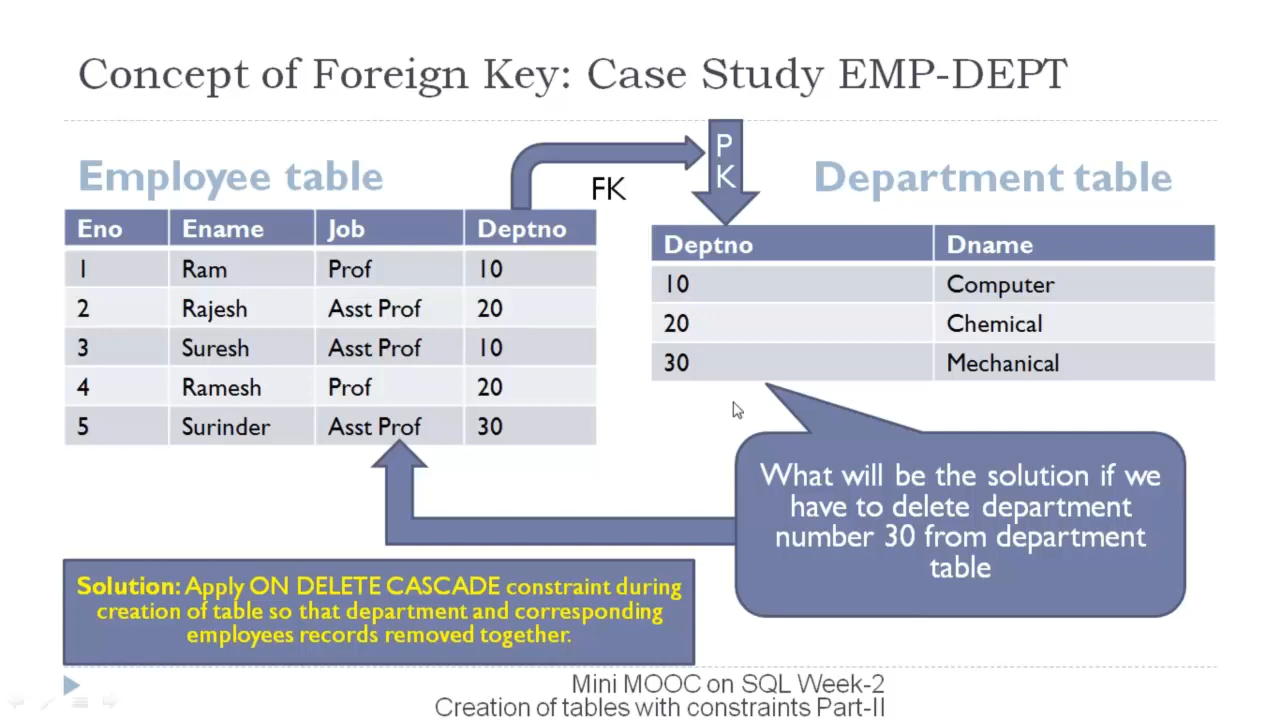 Concept of Foreign Key: Case Study EMP-DEPT
Employee table
FK
P
K
Department table
Eno Ename Job Deptno
1 Ram Prof 10
2 Rajesh Asst Prof 20
3 Suresh Asst Prof 10
4 Ramesh Prof 20
5 Surinder Asst Prof 30
Deptno Dname
10 Computer
20 Chemical
30 Mechanical
What will be the solution if we
have to delete department
number 30 from department
table
Solution: Apply ON DELETE CASCADE constraint during
creation of table so that department and corresponding
employees records removed together.
Mini MOOC on SQL Week-2
Creation of tables with constraints Part-II